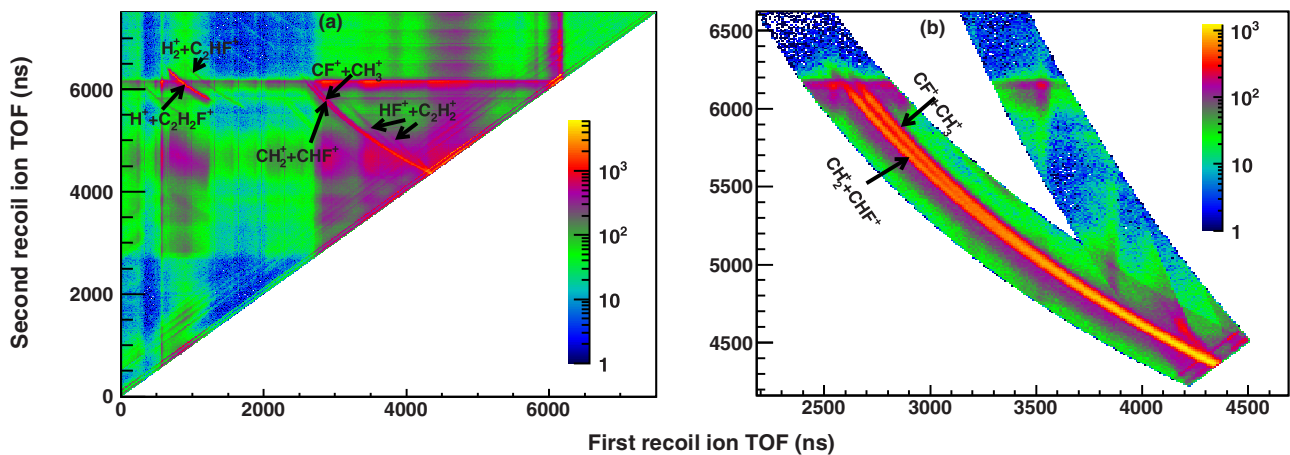 (a)
H₂⁺+C₂HF⁺
CF⁺+CH₃⁺
HF⁺+C₂H₂⁺
H⁺+C₂H₂F⁺
CH₂⁺+CHF⁺
Second recoil ion TOF (ns)
6000
4000
2000
0
0
2000
4000
6000
10³
10²
10
1
(b)
CF⁺+CH₃⁺
CH₂⁺+CHF⁺
6500
6000
5500
5000
4500
2500
3000
3500
4000
4500
10³
10²
10
1
First recoil ion TOF (ns)